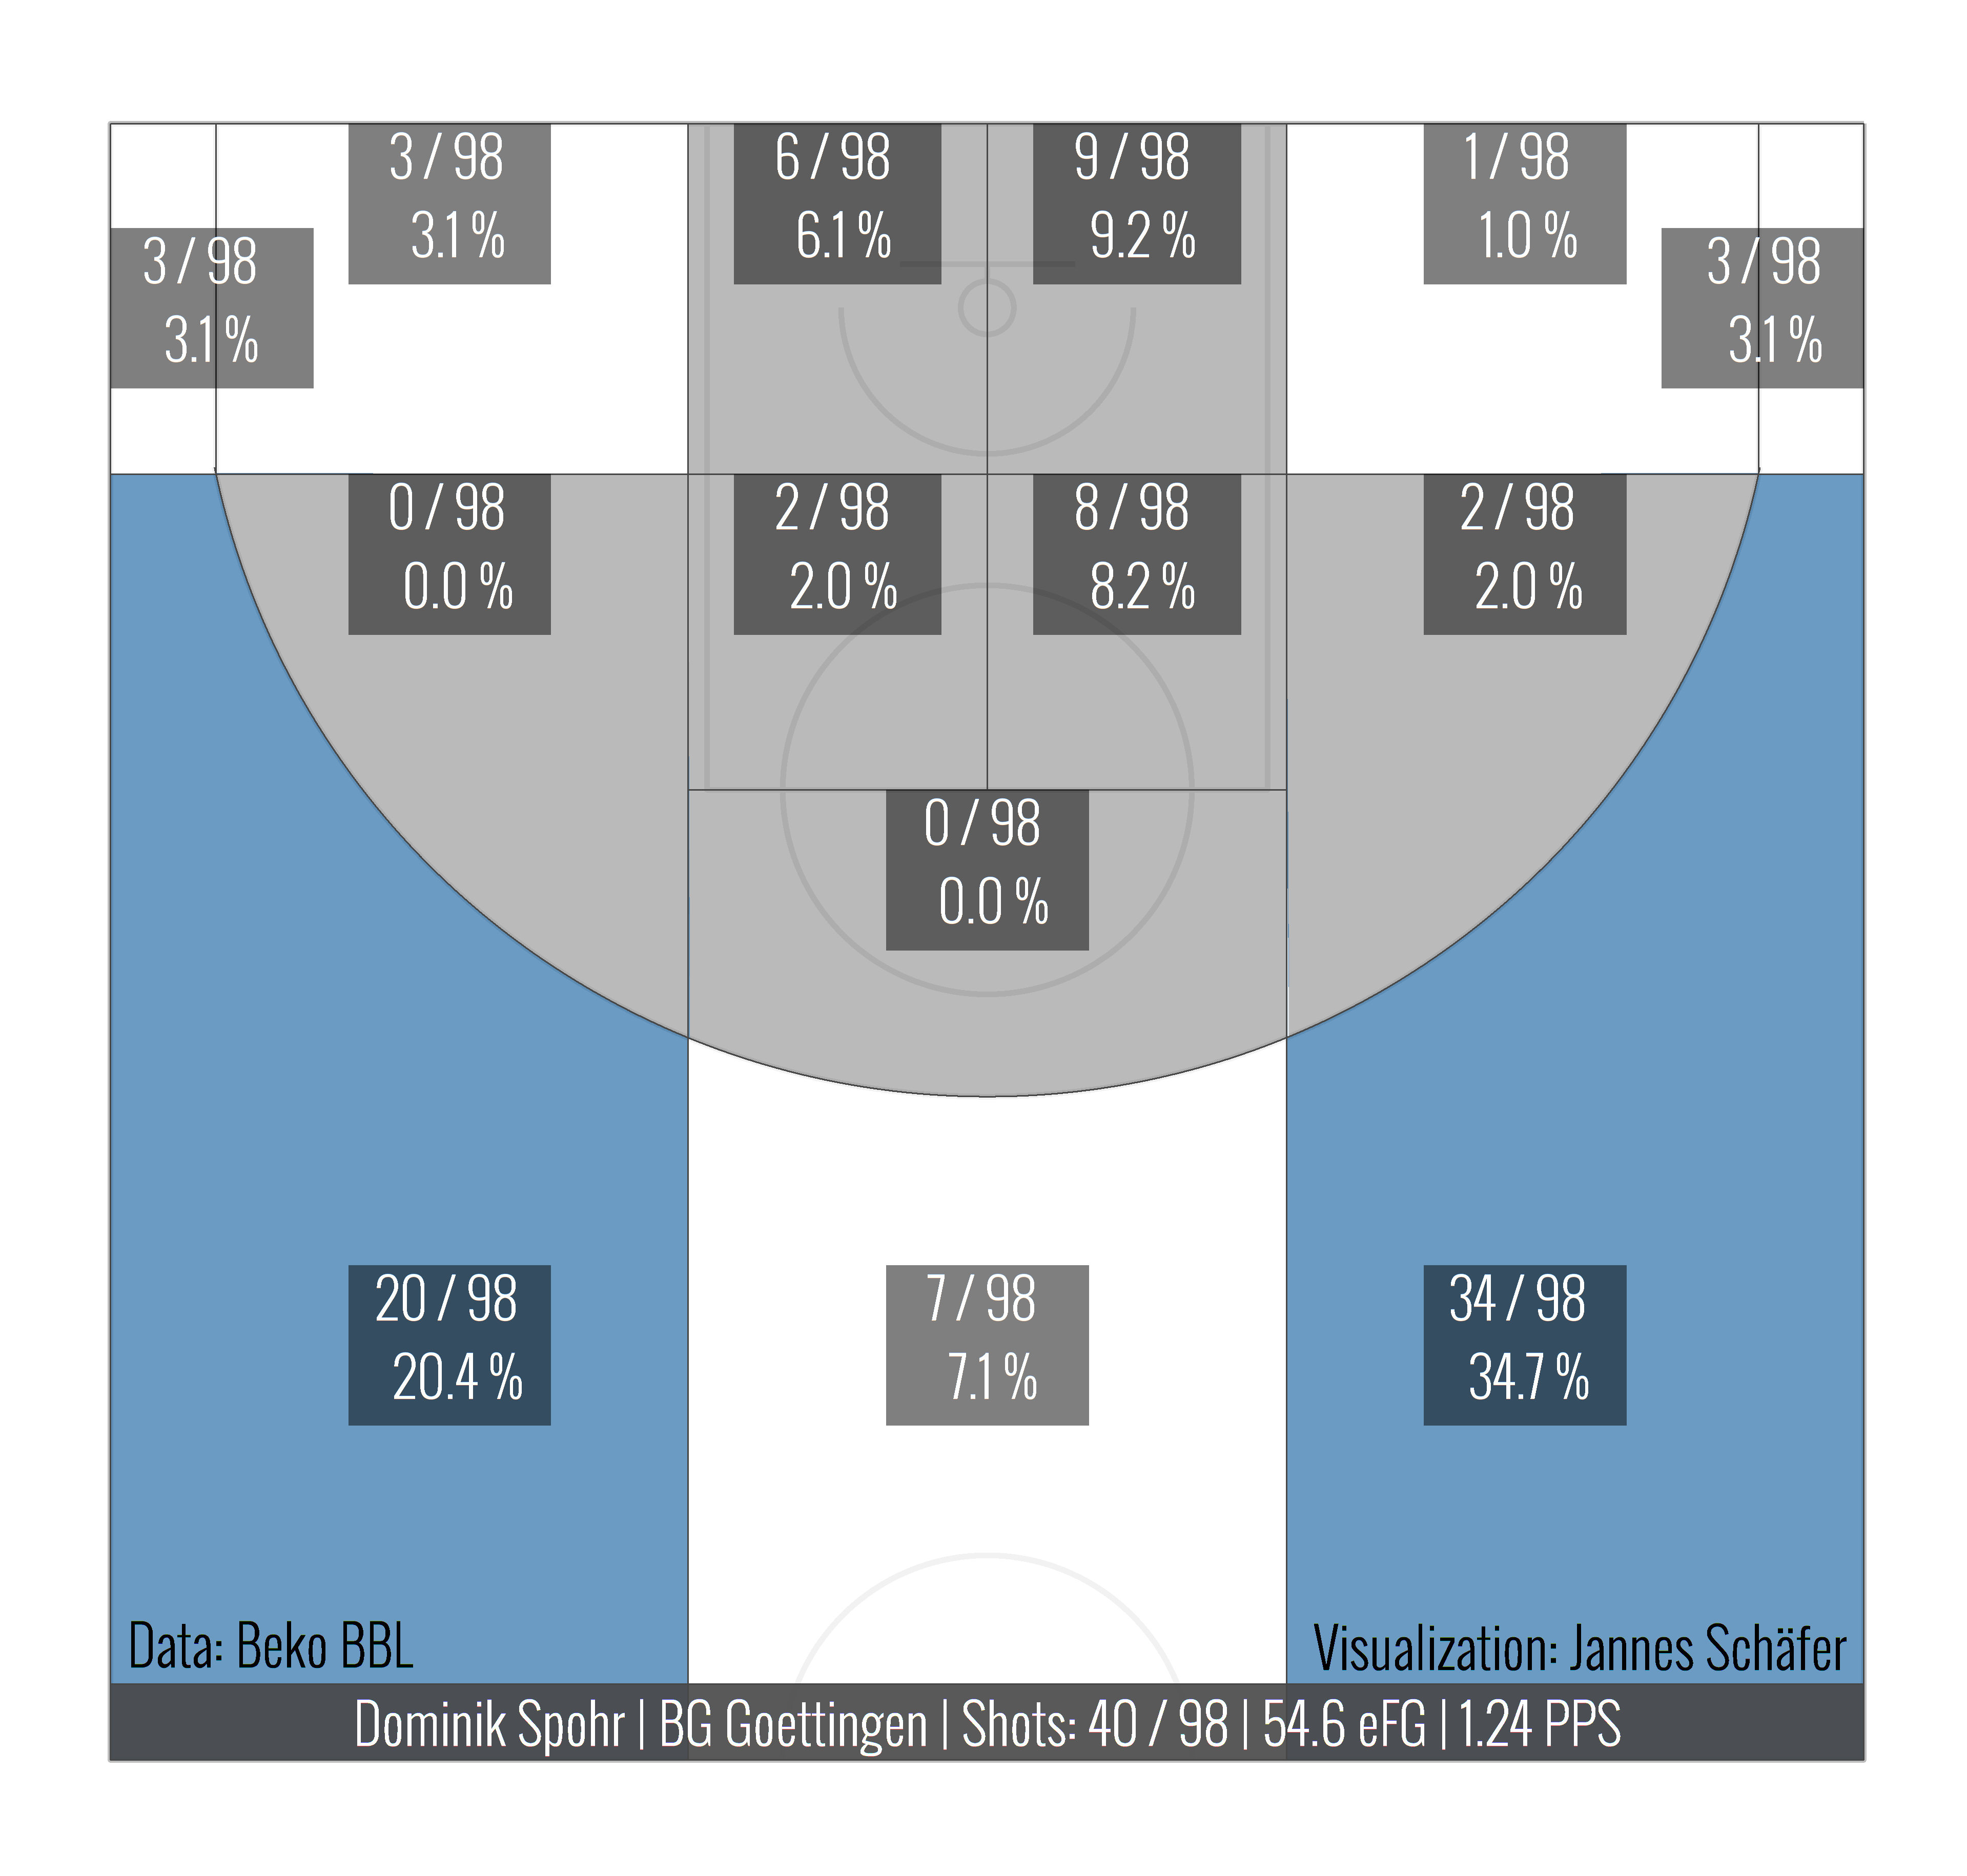 3 / 98
3.1 %
6 / 98
6.1 %
9 / 98
9.2 %
1 / 98
1.0 %
3 / 98
3.1 %
3 / 98
3.1 %
0 / 98
0.0 %
2 / 98
2.0 %
8 / 98
8.2 %
2 / 98
2.0 %
0 / 98
0.0 %
20 / 98
20.4 %
7 / 98
7.1 %
34 / 98
34.7 %
Data: Beko BBL
Visualization: Jannes Schäfer
Dominik Spohr | BG Goettingen | Shots: 40 / 98 | 54.6 eFG | 1.24 PPS